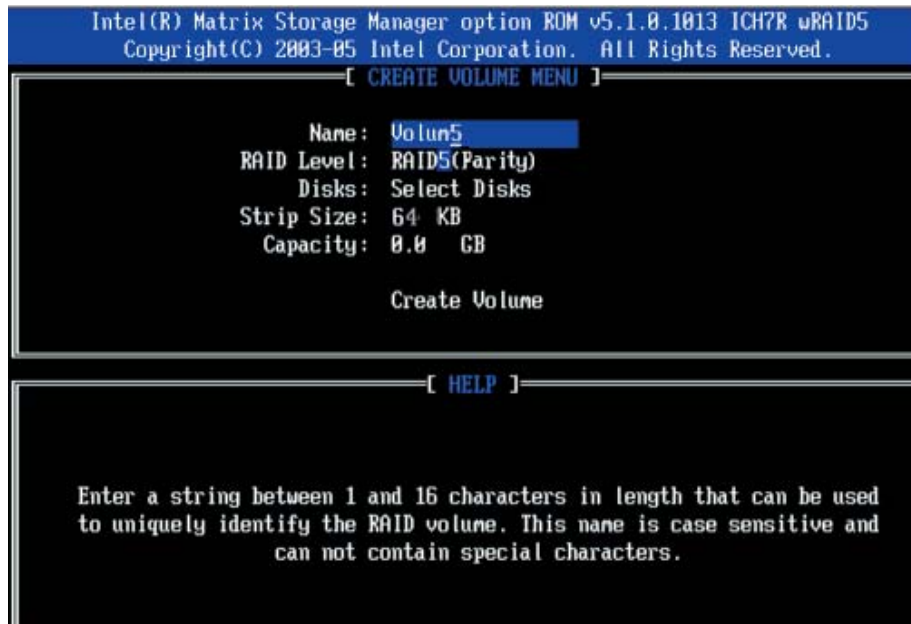 Intel(R) Matrix Storage Manager option ROM v5.1.0.1013 ICH7R wRAID5
Copyright(C) 2003-05 Intel Corporation. All Rights Reserved.
[ CREATE VOLUME MENU ]
Name: Volum5
RAID Level: RAID5(Parity)
Disks: Select Disks
Strip Size: 64 KB
Capacity: 0.0 GB
Create Volume
[ HELP ]
Enter a string between 1 and 16 characters in length that can be used
to uniquely identify the RAID volume. This name is case sensitive and
can not contain special characters.